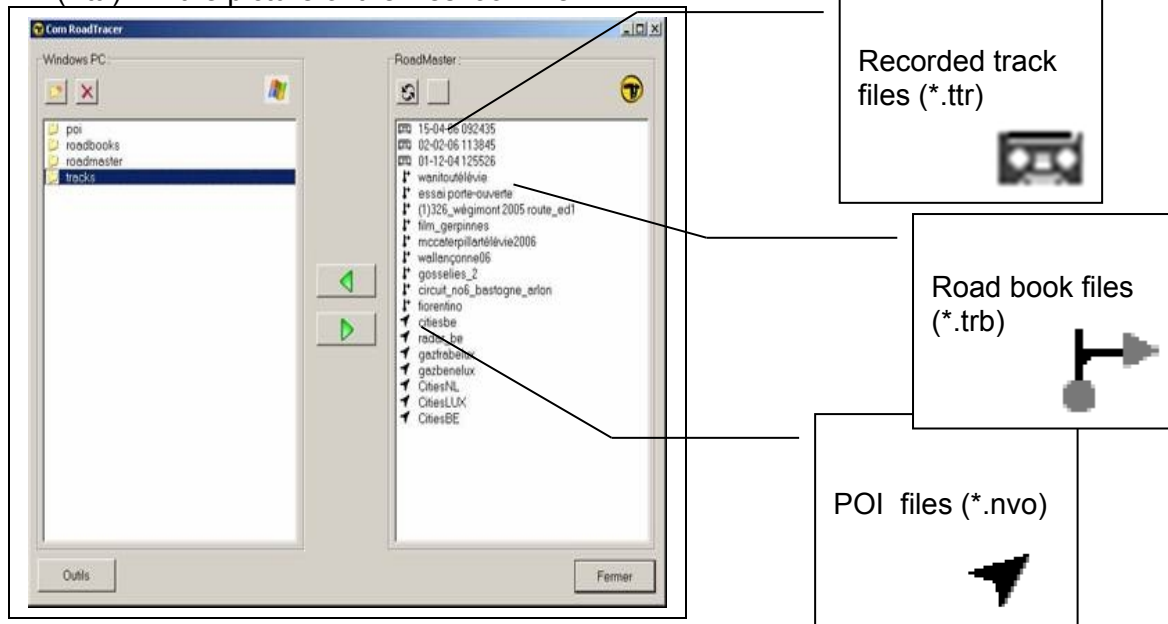 Com RoadTracer
Windows PC :
poi
roadbooks
roadmaster
tracks
RoadMaster :
15-04-06 092435
02-02-06 113845
01-12-04 125526
wanitoutélévie
essai porte-ouverte
(1)326_wégimont 2005 route_ed1
film_gerpinnes
mccaterpillartélévie2006
wallançonne06
gosselies_2
circuit_no6_bastogne_arlon
fiorentino
citiesbe
radar_be
gazfrabelux
gazbenelux
CitiesNL
CitiesLUX
CitiesBE
Outils
Fermer
Recorded track
files (*.ttr)
Road book files
(*.trb)
POI files (*.nvo)